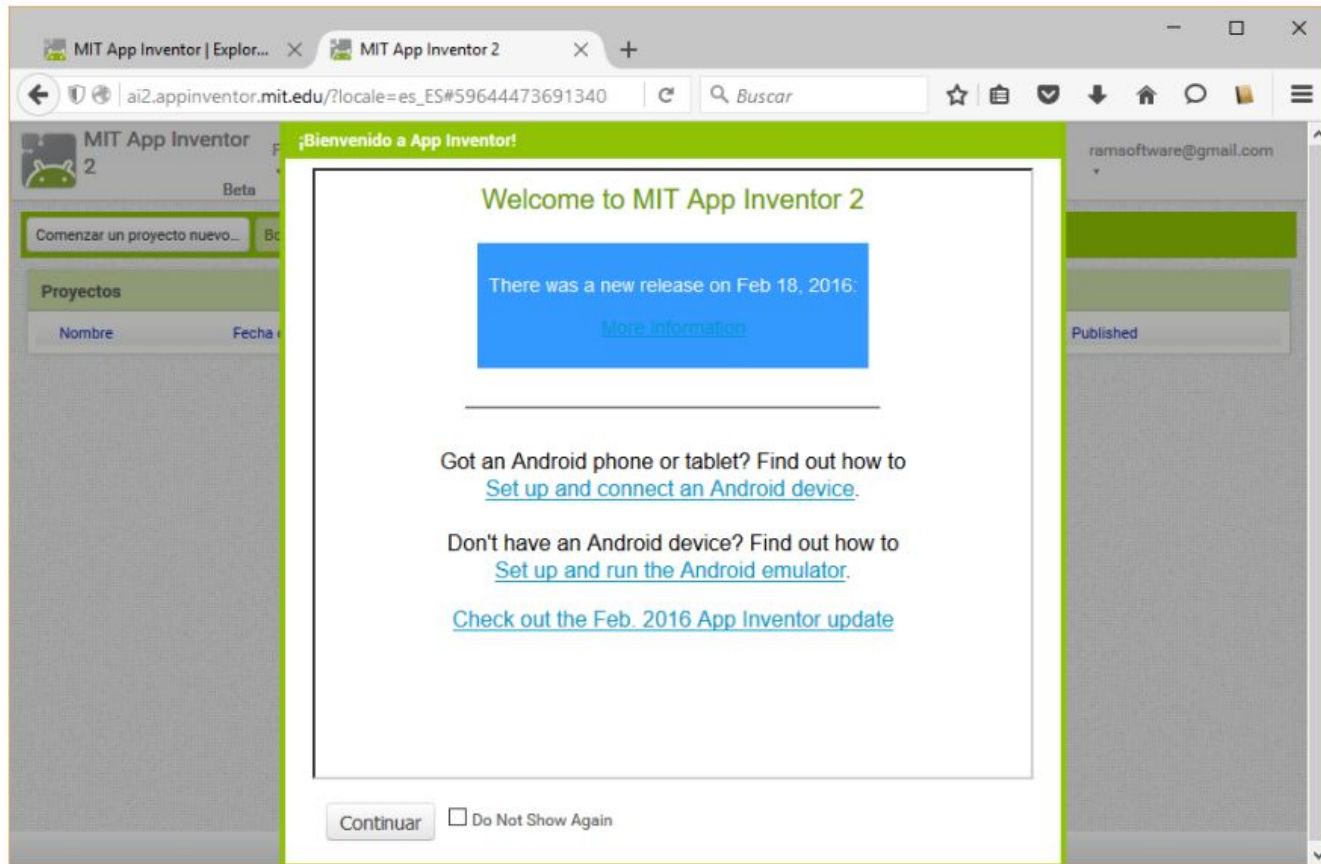 MIT App Inventor | Explor...
MIT App Inventor 2
ai2.appinventor.mit.edu/?locale=es_ES#59644473691340
Buscar
MIT App Inventor
2
Beta
¡Bienvenido a App Inventor!
ramsoftware@gmail.com
Comenzar un proyecto nuevo...
Proyectos
Nombre
Fecha
Published
Welcome to MIT App Inventor 2
There was a new release on Feb 18, 2016:
More Information
Got an Android phone or tablet? Find out how to
Set up and connect an Android device.
Don't have an Android device? Find out how to
Set up and run the Android emulator.
Check out the Feb. 2016 App Inventor update
Continuar
Do Not Show Again